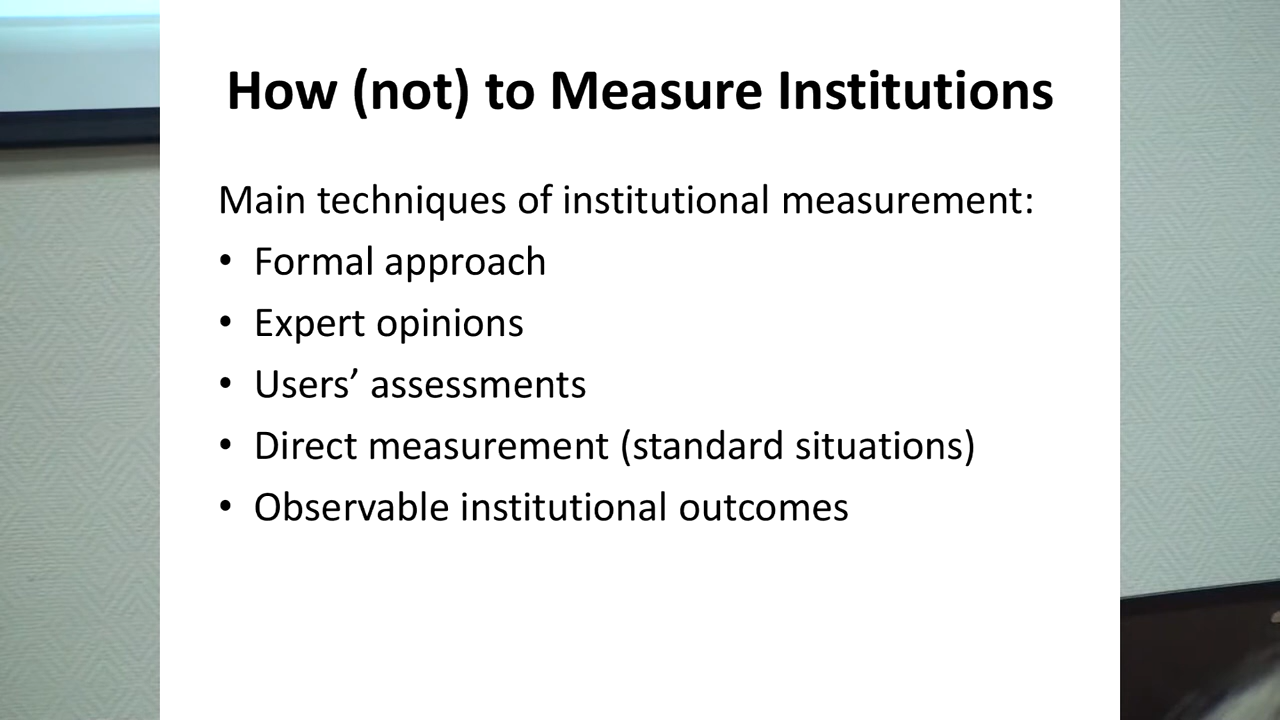 How (not) to Measure Institutions
Main techniques of institutional measurement:
• Formal approach
• Expert opinions
• Users’ assessments
• Direct measurement (standard situations)
• Observable institutional outcomes